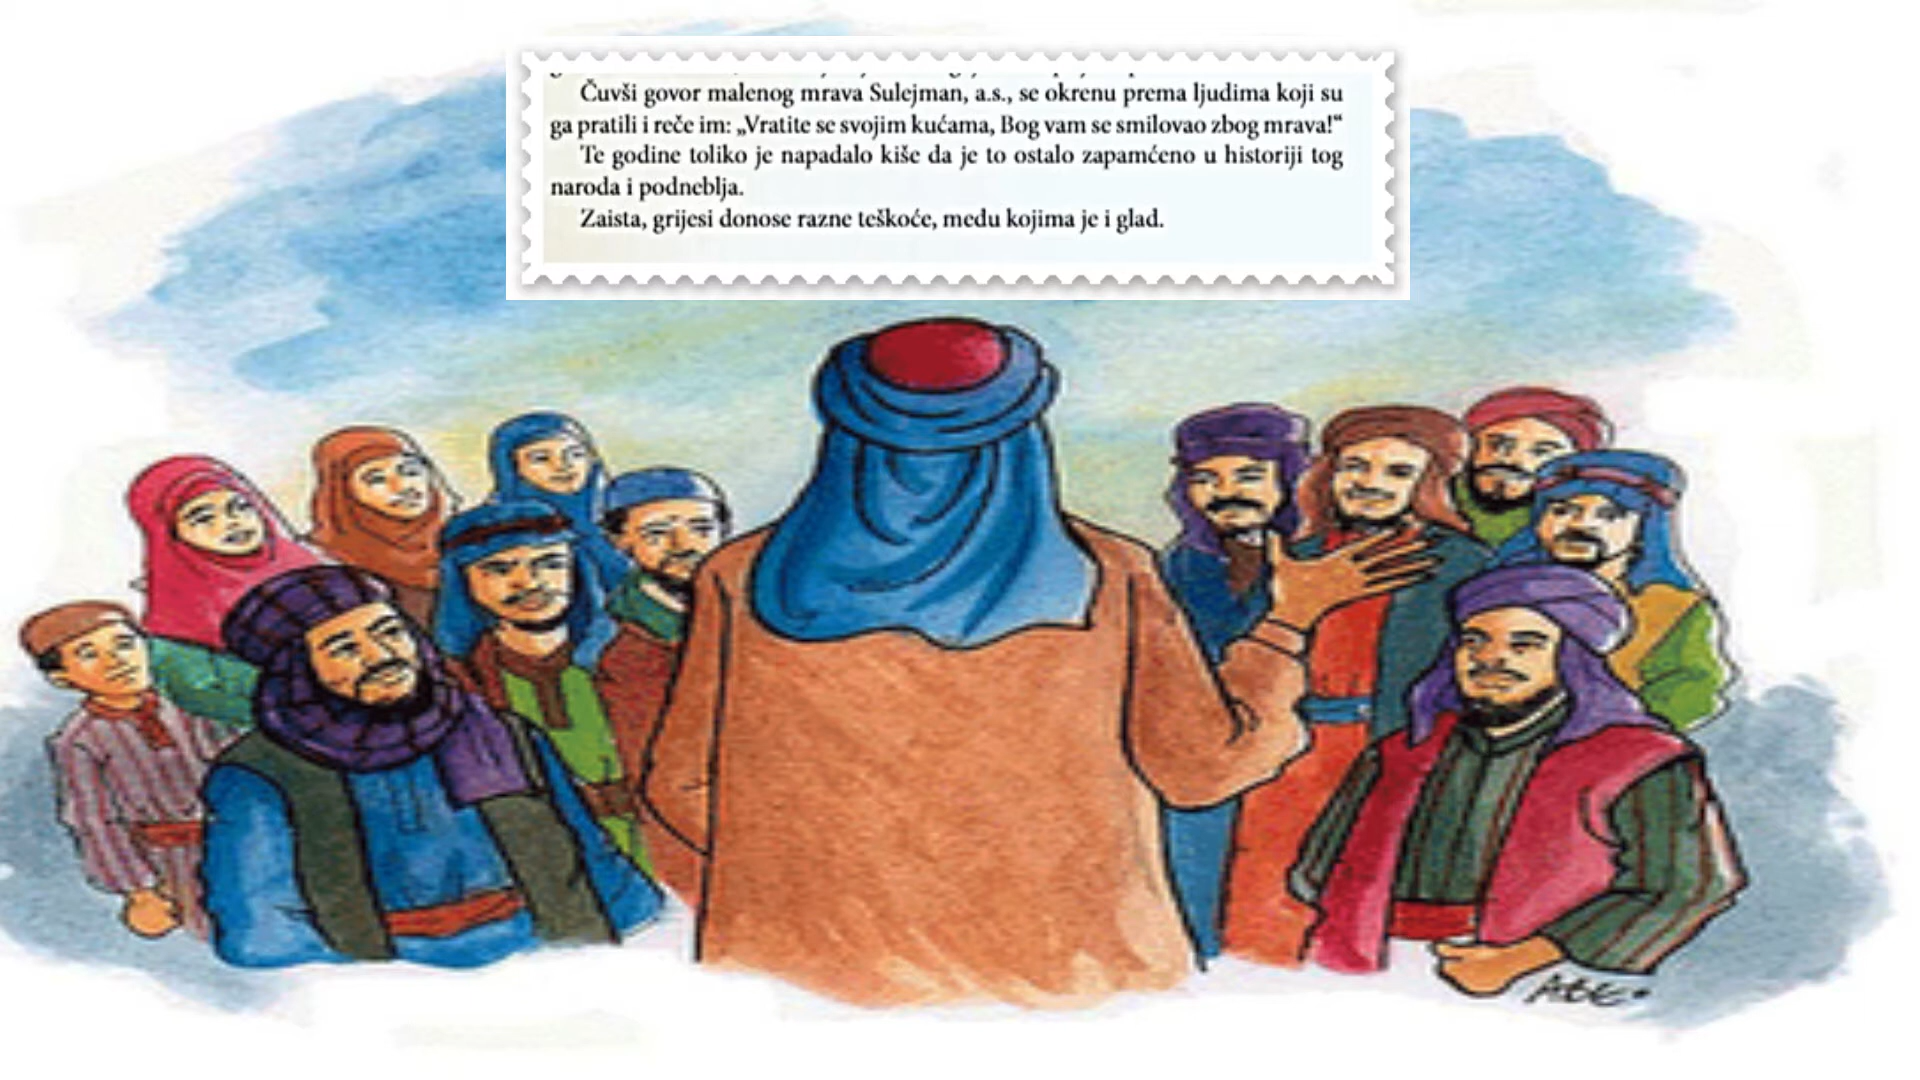 Čuvši govor malenog mrava Sulejman, a.s., se okrenu prema ljudima koji su
ga pratili i reče im: „Vratite se svojim kućama, Bog vam se smilovao zbog mrava!“
Te godine toliko je napadalo kiše da je to ostalo zapamćeno u historiji tog
naroda i podneblja.
Zaista, grijesi donose razne teškoće, među kojima je i glad.